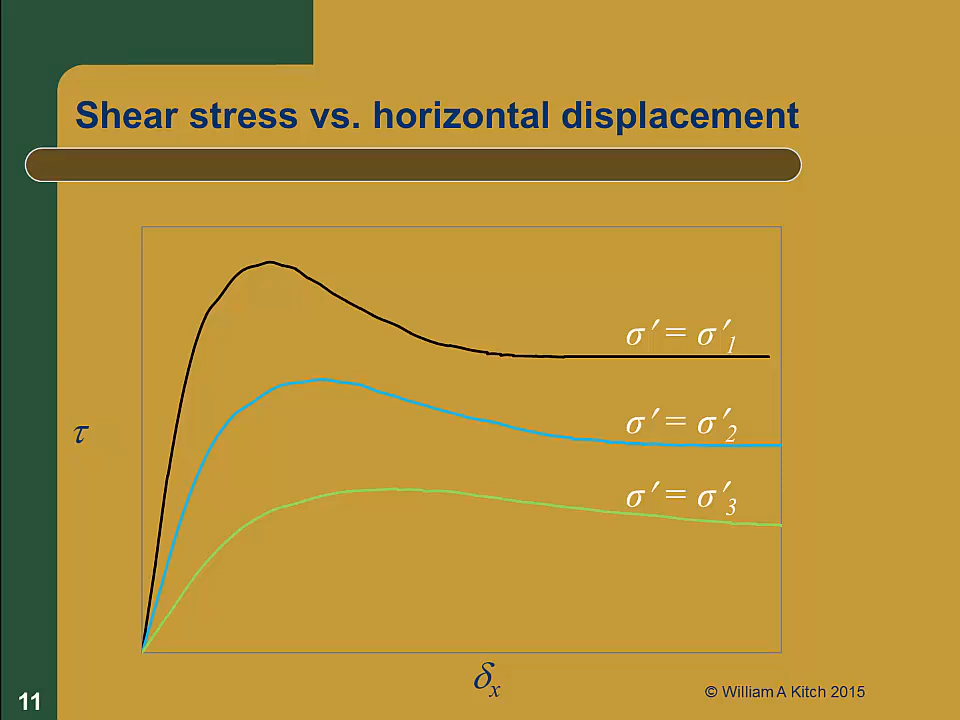 Shear stress vs. horizontal displacement
σ′ = σ′1
σ′ = σ′2
τ
σ′ = σ′3
δx
11
© William A Kitch 2015